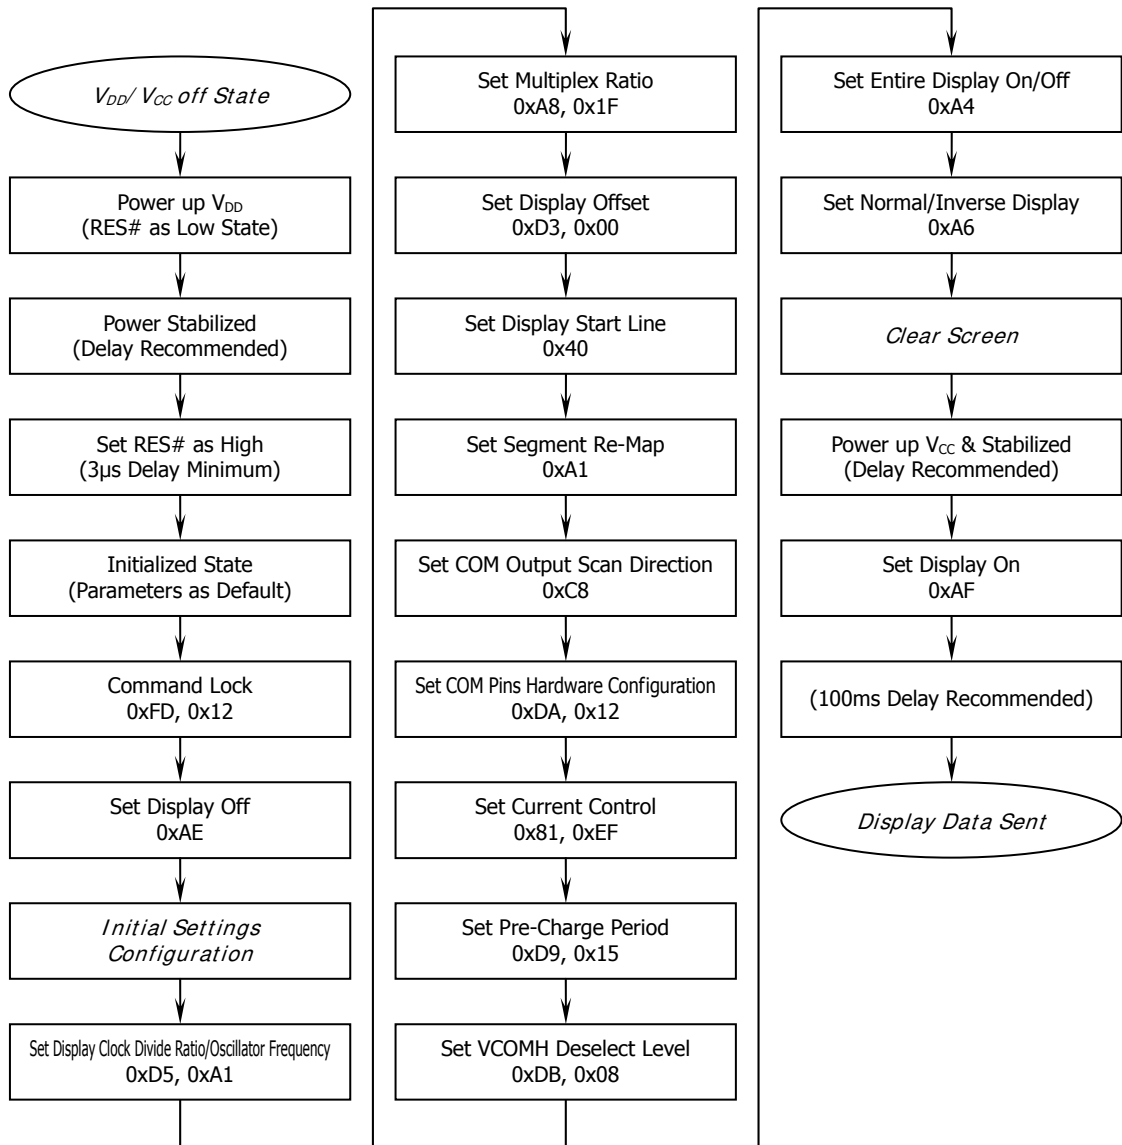 V_DD/ V_CC off State
Power up V_DD
(RES# as Low State)
Power Stabilized
(Delay Recommended)
Set RES# as High
(3μs Delay Minimum)
Initialized State
(Parameters as Default)
Command Lock
0xFD, 0x12
Set Display Off
0xAE
Initial Settings
Configuration
Set Display Clock Divide Ratio/Oscillator Frequency
0xD5, 0xA1
Set Multiplex Ratio
0xA8, 0x1F
Set Display Offset
0xD3, 0x00
Set Display Start Line
0x40
Set Segment Re-Map
0xA1
Set COM Output Scan Direction
0xC8
Set COM Pins Hardware Configuration
0xDA, 0x12
Set Current Control
0x81, 0xEF
Set Pre-Charge Period
0xD9, 0x15
Set VCOMH Deselect Level
0xDB, 0x08
Set Entire Display On/Off
0xA4
Set Normal/Inverse Display
0xA6
Clear Screen
Power up V_CC & Stabilized
(Delay Recommended)
Set Display On
0xAF
(100ms Delay Recommended)
Display Data Sent